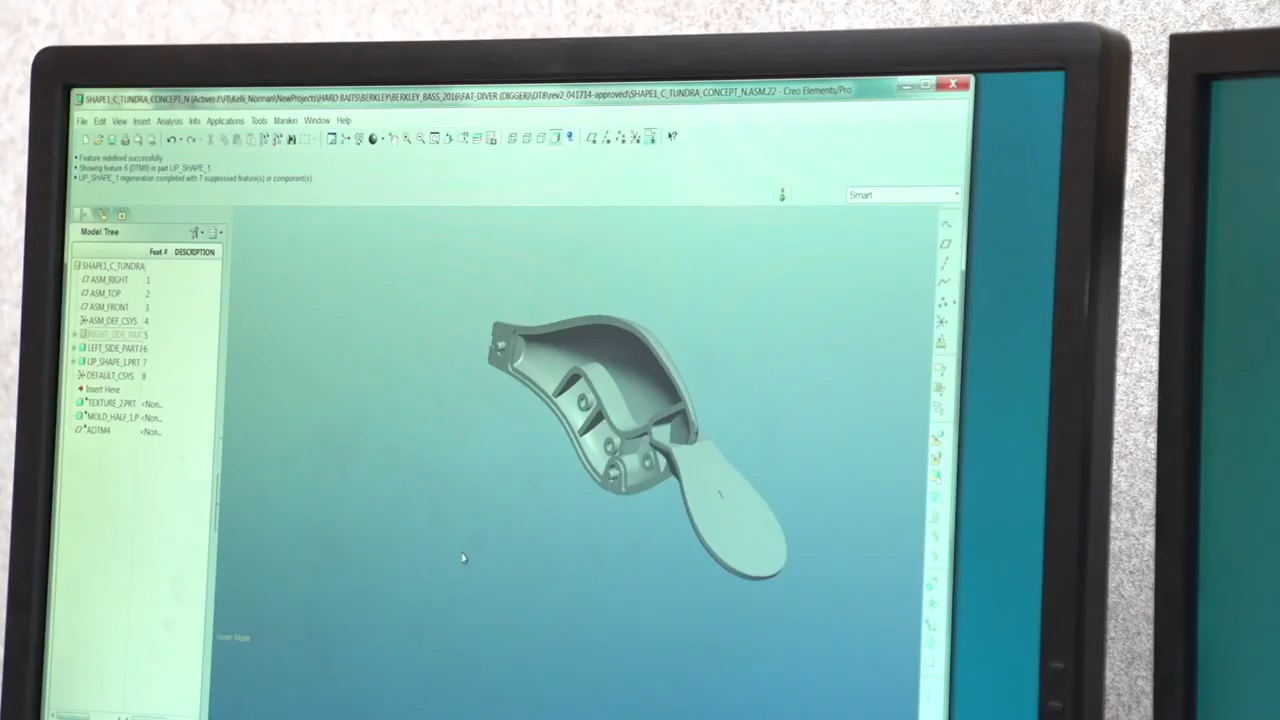 SHAPE1_C_TUNDRA_CONCEPT_N (Active) I:\PI\Kelli_Norman\NewProjects\HARD BAITS\BERKLEY\BERKLEY_BASS_2016\FAT_DIVER (DIGGER)\DT8\rev2_041714-approved\SHAPE1_C_TUNDRA_CONCEPT_N.ASM.22 - Creo Elements/Pro
File Edit View Insert Analysis Info Applications Tools Manikin Window Help
• Feature redefined successfully.
• Showing feature 6 (DTM9) in part LIP_SHAPE_1.
• LIP_SHAPE_1 regeneration completed with 7 suppressed feature(s) or component(s).
Smart
Model Tree
Feat # DESCRIPTION
SHAPE1_C_TUNDRA
ASM_RIGHT 1
ASM_TOP 2
ASM_FRONT 3
ASM_DEF_CSYS 4
RIGHT_SIDE_PAR 5
LEFT_SIDE_PART.F 6
LIP_SHAPE_1.PRT 7
DEFAULT_CSYS 8
Insert Here
TEXTURE_2.PRT <Non...
MOLD_HALF_1.P <Non...
ADTM4 <Non...
Insert Mode